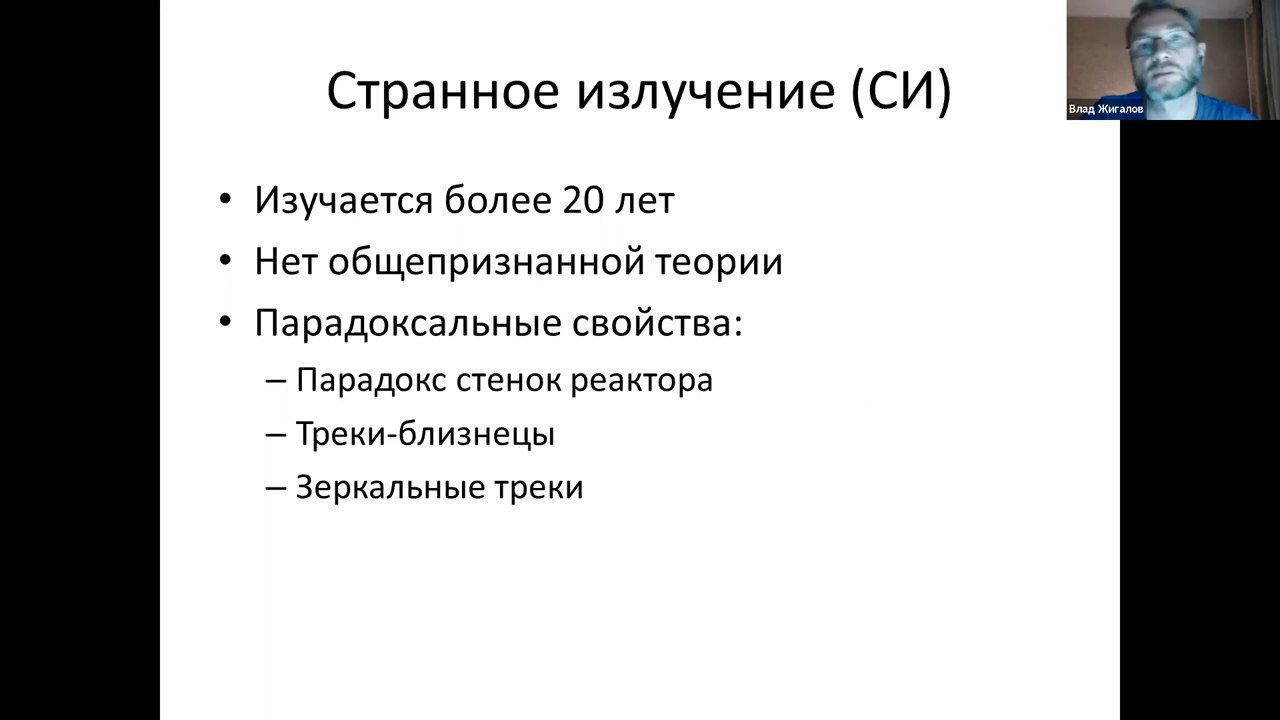 Странное излучение (СИ)
Влад Жигалов
• Изучается более 20 лет
• Нет общепризнанной теории
• Парадоксальные свойства:
– Парадокс стенок реактора
– Треки-близнецы
– Зеркальные треки